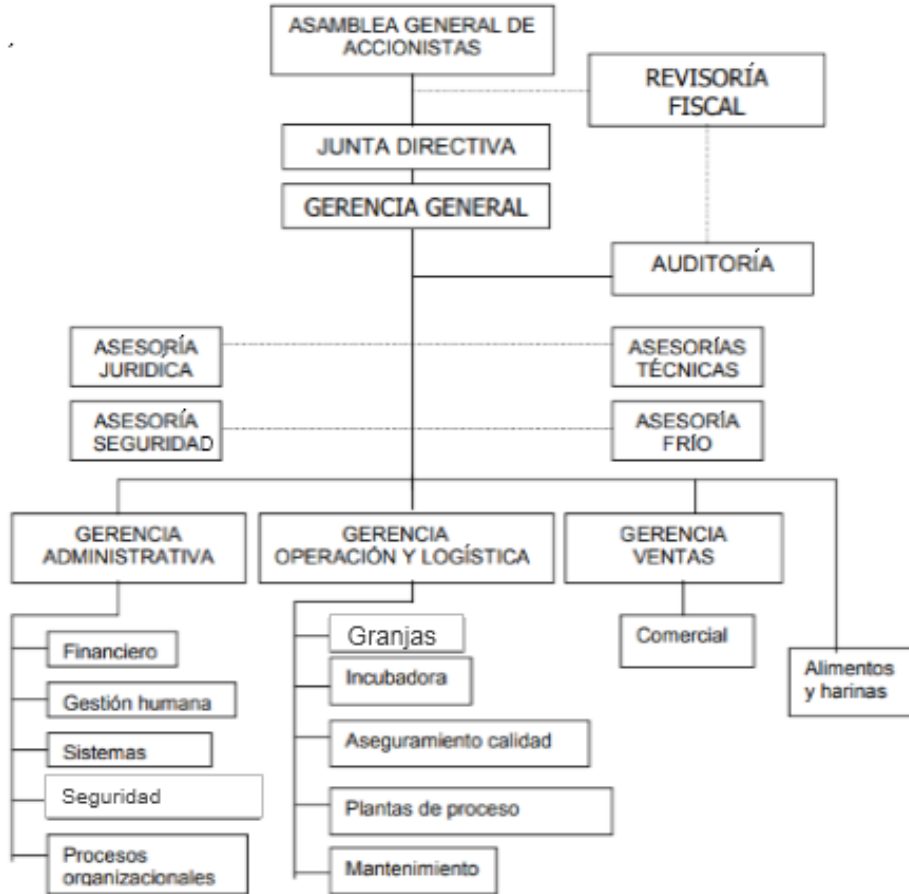 ASAMBLEA GENERAL DE
ACCIONISTAS
REVISORÍA
FISCAL
JUNTA DIRECTIVA
GERENCIA GENERAL
AUDITORÍA
ASESORÍA
JURIDICA
ASESORÍAS
TÉCNICAS
ASESORÍA
SEGURIDAD
ASESORÍA
FRÍO
GERENCIA
ADMINISTRATIVA
GERENCIA
OPERACIÓN Y LOGÍSTICA
GERENCIA
VENTAS
Financiero
Gestión humana
Sistemas
Seguridad
Procesos
organizacionales
Granjas
Incubadora
Aseguramiento calidad
Plantas de proceso
Mantenimiento
Comercial
Alimentos
y harinas